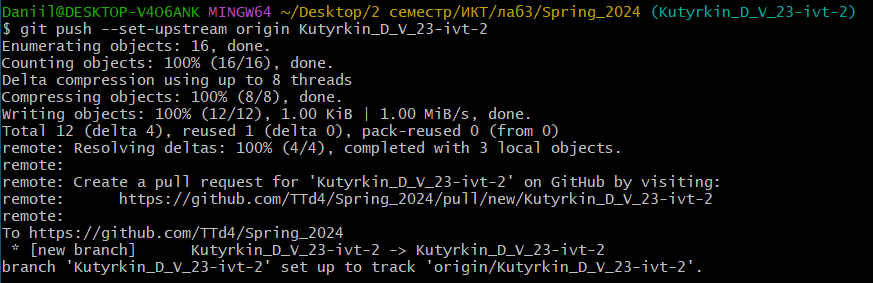 Daniil@DESKTOP-V4O6ANK MINGW64 ~/Desktop/2 семестр/ИКТ/лаб3/Spring_2024 (Kutyrkin_D_V_23-ivt-2)
$ git push --set-upstream origin Kutyrkin_D_V_23-ivt-2
Enumerating objects: 16, done.
Counting objects: 100% (16/16), done.
Delta compression using up to 8 threads
Compressing objects: 100% (8/8), done.
Writing objects: 100% (12/12), 1.00 KiB | 1.00 MiB/s, done.
Total 12 (delta 4), reused 1 (delta 0), pack-reused 0 (from 0)
remote: Resolving deltas: 100% (4/4), completed with 3 local objects.
remote:
remote: Create a pull request for 'Kutyrkin_D_V_23-ivt-2' on GitHub by visiting:
remote:      https://github.com/TTd4/Spring_2024/pull/new/Kutyrkin_D_V_23-ivt-2
remote:
To https://github.com/TTd4/Spring_2024
 * [new branch]      Kutyrkin_D_V_23-ivt-2 -> Kutyrkin_D_V_23-ivt-2
branch 'Kutyrkin_D_V_23-ivt-2' set up to track 'origin/Kutyrkin_D_V_23-ivt-2'.